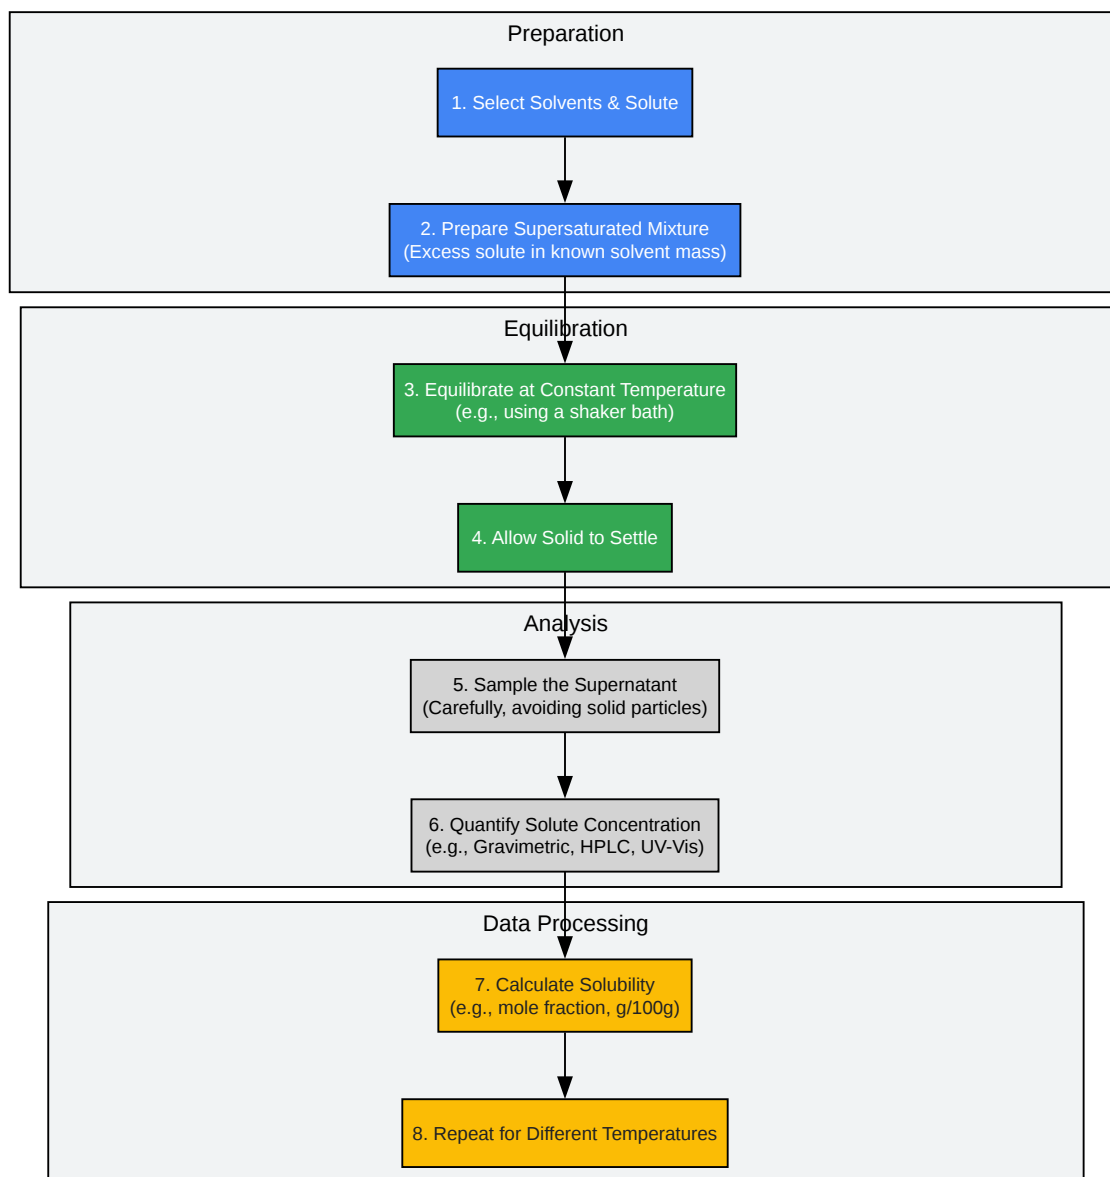 Preparation
1. Select Solvents & Solute
2. Prepare Supersaturated Mixture
(Excess solute in known solvent mass)
Equilibration
3. Equilibrate at Constant Temperature
(e.g., using a shaker bath)
4. Allow Solid to Settle
Analysis
5. Sample the Supernatant
(Carefully, avoiding solid particles)
6. Quantify Solute Concentration
(e.g., Gravimetric, HPLC, UV-Vis)
Data Processing
7. Calculate Solubility
(e.g., mole fraction, g/100g)
8. Repeat for Different Temperatures